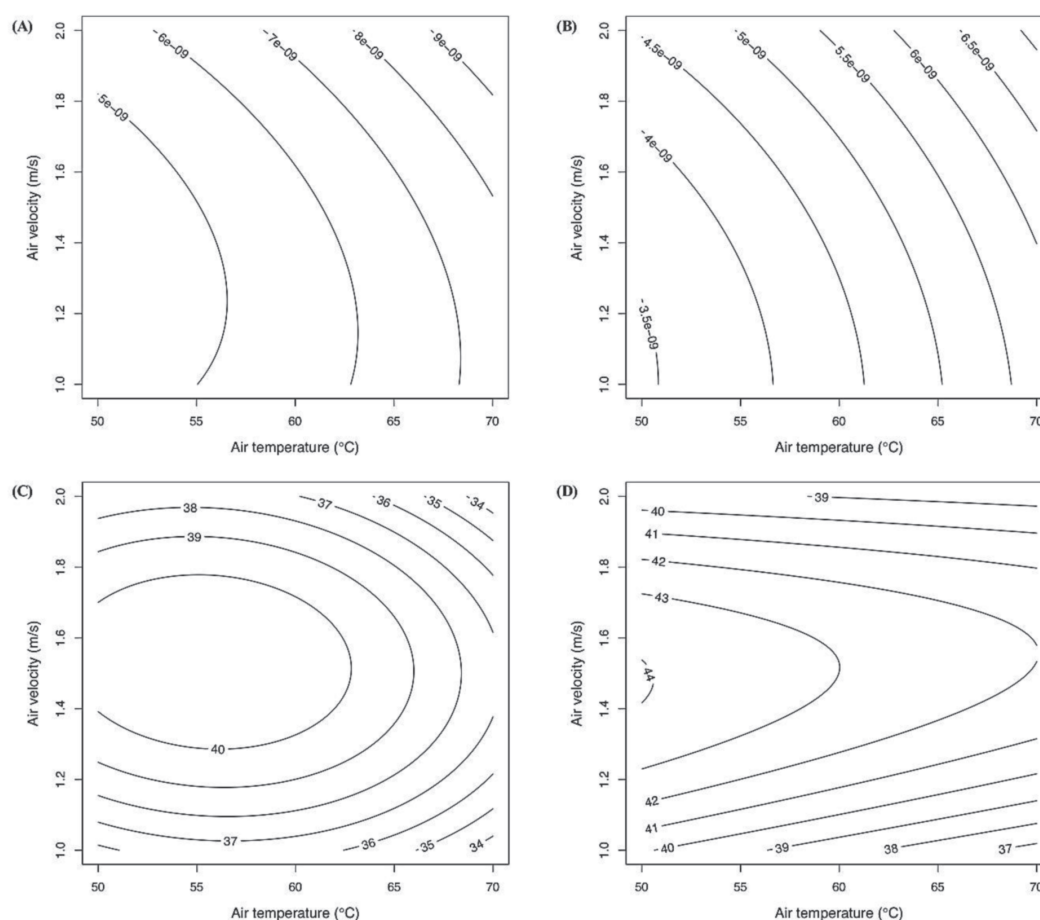 (A)
-6e-09
-7e-09
-8e-09
-9e-09
-5e-09
2.0
1.8
1.6
1.4
1.2
1.0
Air velocity (m/s)
50 55 60 65 70
Air temperature (°C)
(B)
-4.5e-09
-5e-09
-5.5e-09
-6e-09
-6.5e-09
-4e-09
-3.5e-09
2.0
1.8
1.6
1.4
1.2
1.0
Air velocity (m/s)
50 55 60 65 70
Air temperature (°C)
(C)
37
36
35
34
38
39
40
37
36
35
34
2.0
1.8
1.6
1.4
1.2
1.0
Air velocity (m/s)
50 55 60 65 70
Air temperature (°C)
(D)
39
40
41
42
43
44
42
41
40
39
38
37
2.0
1.8
1.6
1.4
1.2
1.0
Air velocity (m/s)
50 55 60 65 70
Air temperature (°C)